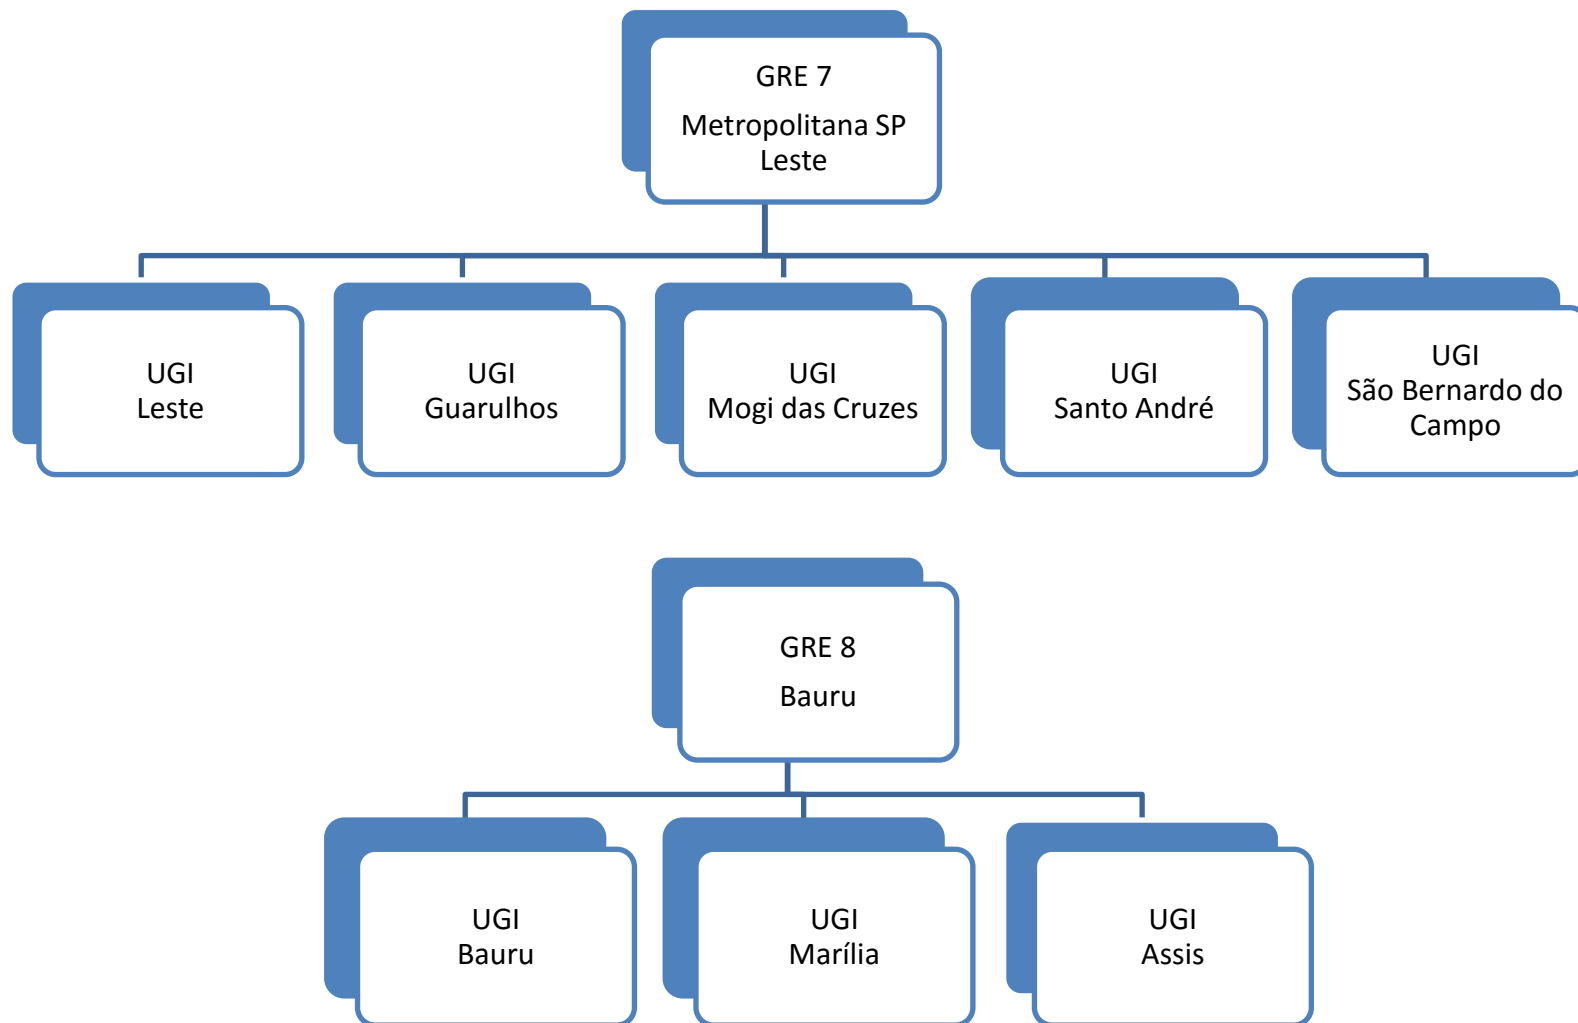 GRE 7
Metropolitana SP
Leste
UGI
Leste
UGI
Guarulhos
UGI
Mogi das Cruzes
UGI
Santo André
UGI
São Bernardo do
Campo
GRE 8
Bauru
UGI
Bauru
UGI
Marília
UGI
Assis